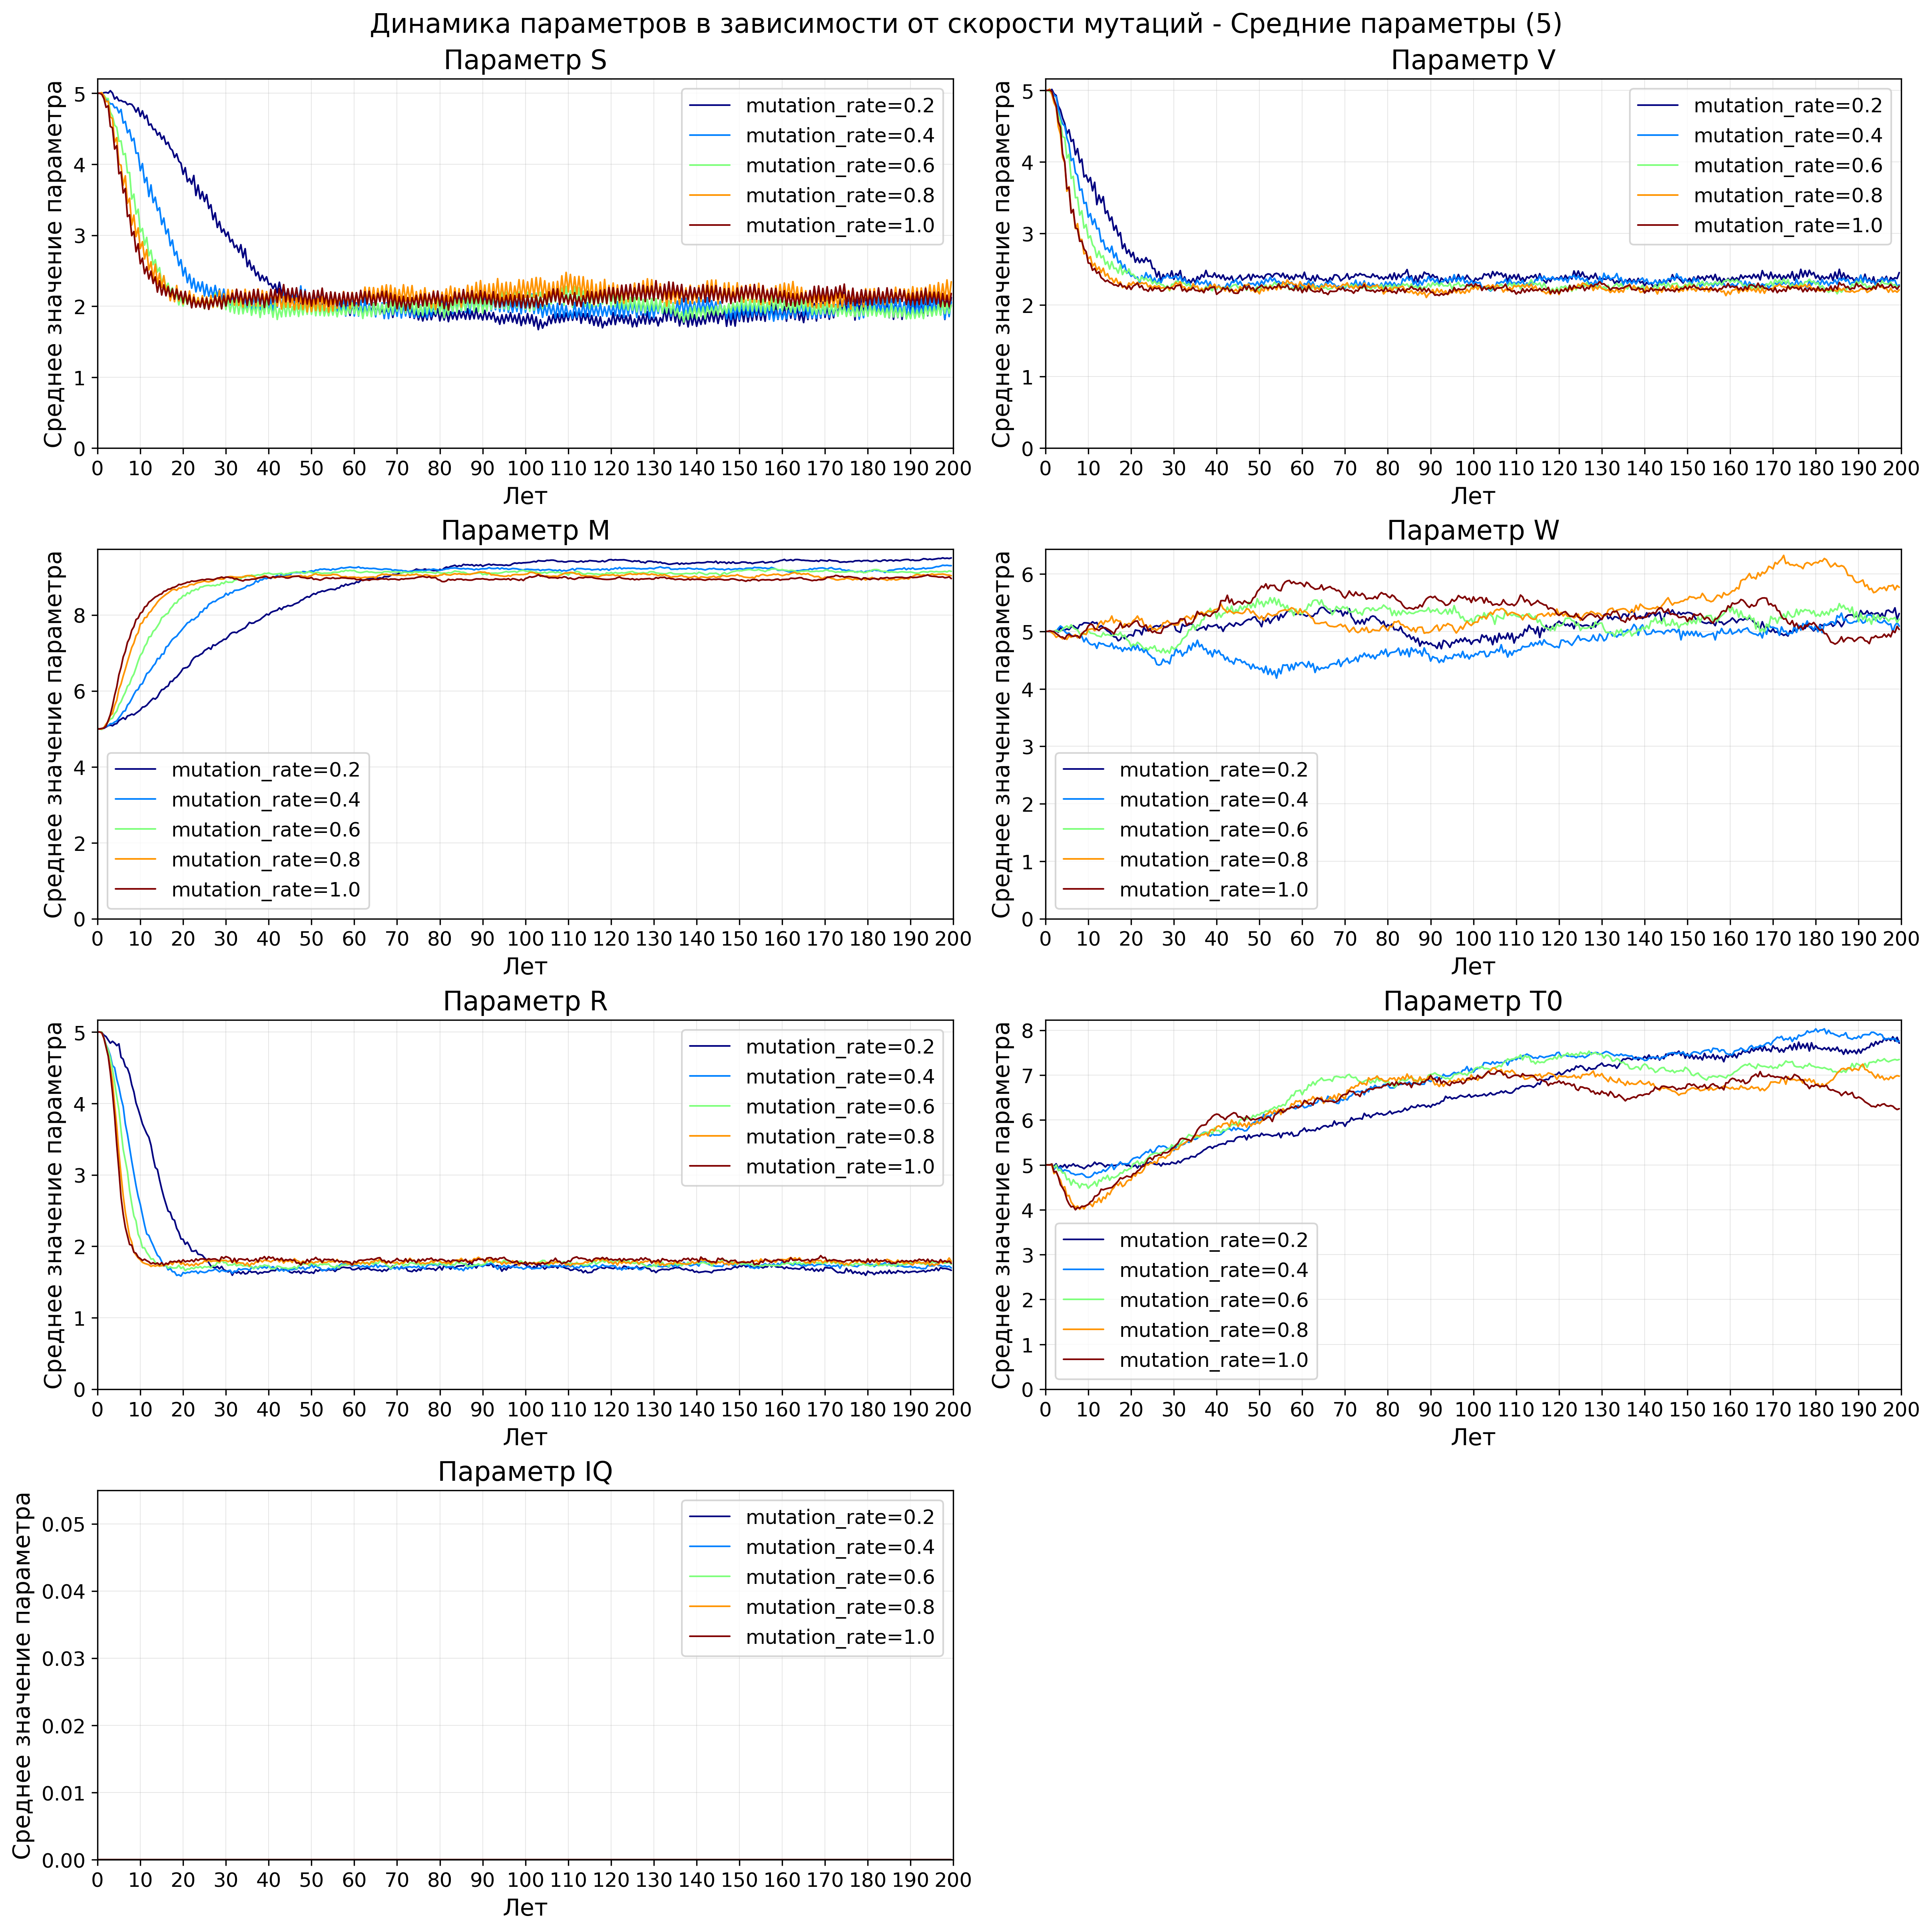 Динамика параметров в зависимости от скорости мутаций - Средние параметры (5)
Параметр S
Среднее значение параметра
5
4
3
2
1
0
mutation_rate=0.2
mutation_rate=0.4
mutation_rate=0.6
mutation_rate=0.8
mutation_rate=1.0
0 10 20 30 40 50 60 70 80 90 100 110 120 130 140 150 160 170 180 190 200
Лет
Параметр V
Среднее значение параметра
5
4
3
2
1
0
mutation_rate=0.2
mutation_rate=0.4
mutation_rate=0.6
mutation_rate=0.8
mutation_rate=1.0
0 10 20 30 40 50 60 70 80 90 100 110 120 130 140 150 160 170 180 190 200
Лет
Параметр M
Среднее значение параметра
8
6
4
2
0
mutation_rate=0.2
mutation_rate=0.4
mutation_rate=0.6
mutation_rate=0.8
mutation_rate=1.0
0 10 20 30 40 50 60 70 80 90 100 110 120 130 140 150 160 170 180 190 200
Лет
Параметр W
Среднее значение параметра
6
5
4
3
2
1
0
mutation_rate=0.2
mutation_rate=0.4
mutation_rate=0.6
mutation_rate=0.8
mutation_rate=1.0
0 10 20 30 40 50 60 70 80 90 100 110 120 130 140 150 160 170 180 190 200
Лет
Параметр R
Среднее значение параметра
5
4
3
2
1
0
mutation_rate=0.2
mutation_rate=0.4
mutation_rate=0.6
mutation_rate=0.8
mutation_rate=1.0
0 10 20 30 40 50 60 70 80 90 100 110 120 130 140 150 160 170 180 190 200
Лет
Параметр T0
Среднее значение параметра
8
7
6
5
4
3
2
1
0
mutation_rate=0.2
mutation_rate=0.4
mutation_rate=0.6
mutation_rate=0.8
mutation_rate=1.0
0 10 20 30 40 50 60 70 80 90 100 110 120 130 140 150 160 170 180 190 200
Лет
Параметр IQ
Среднее значение параметра
0.05
0.04
0.03
0.02
0.01
0.00
mutation_rate=0.2
mutation_rate=0.4
mutation_rate=0.6
mutation_rate=0.8
mutation_rate=1.0
0 10 20 30 40 50 60 70 80 90 100 110 120 130 140 150 160 170 180 190 200
Лет